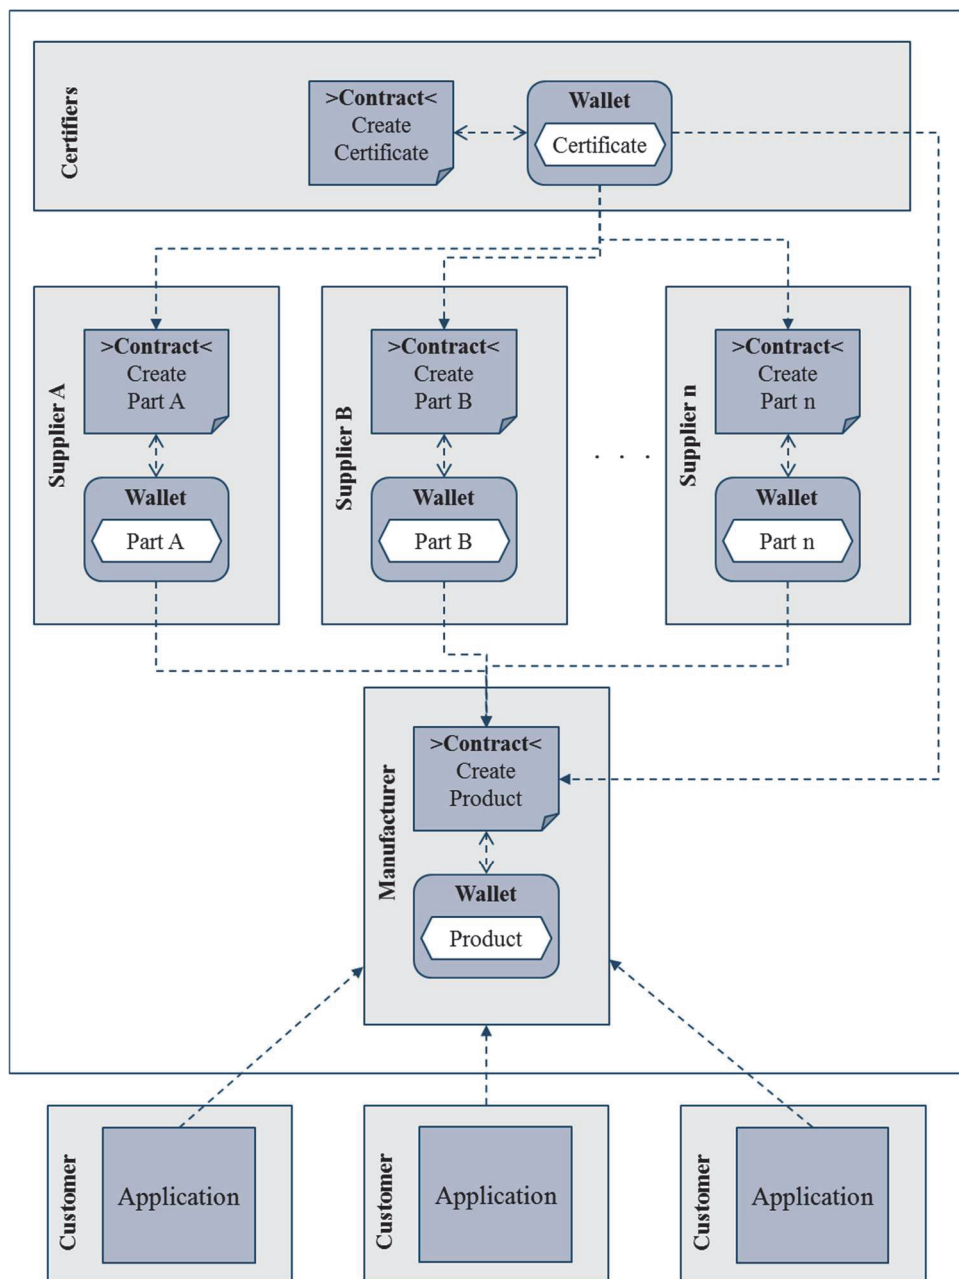 Certifiers
>Contract<
Create
Certificate
Wallet
Certificate
Supplier A
>Contract<
Create
Part A
Wallet
Part A
Supplier B
>Contract<
Create
Part B
Wallet
Part B
. . . .
Supplier n
>Contract<
Create
Part n
Wallet
Part n
Manufacturer
>Contract<
Create
Product
Wallet
Product
Customer
Application
Customer
Application
Customer
Application